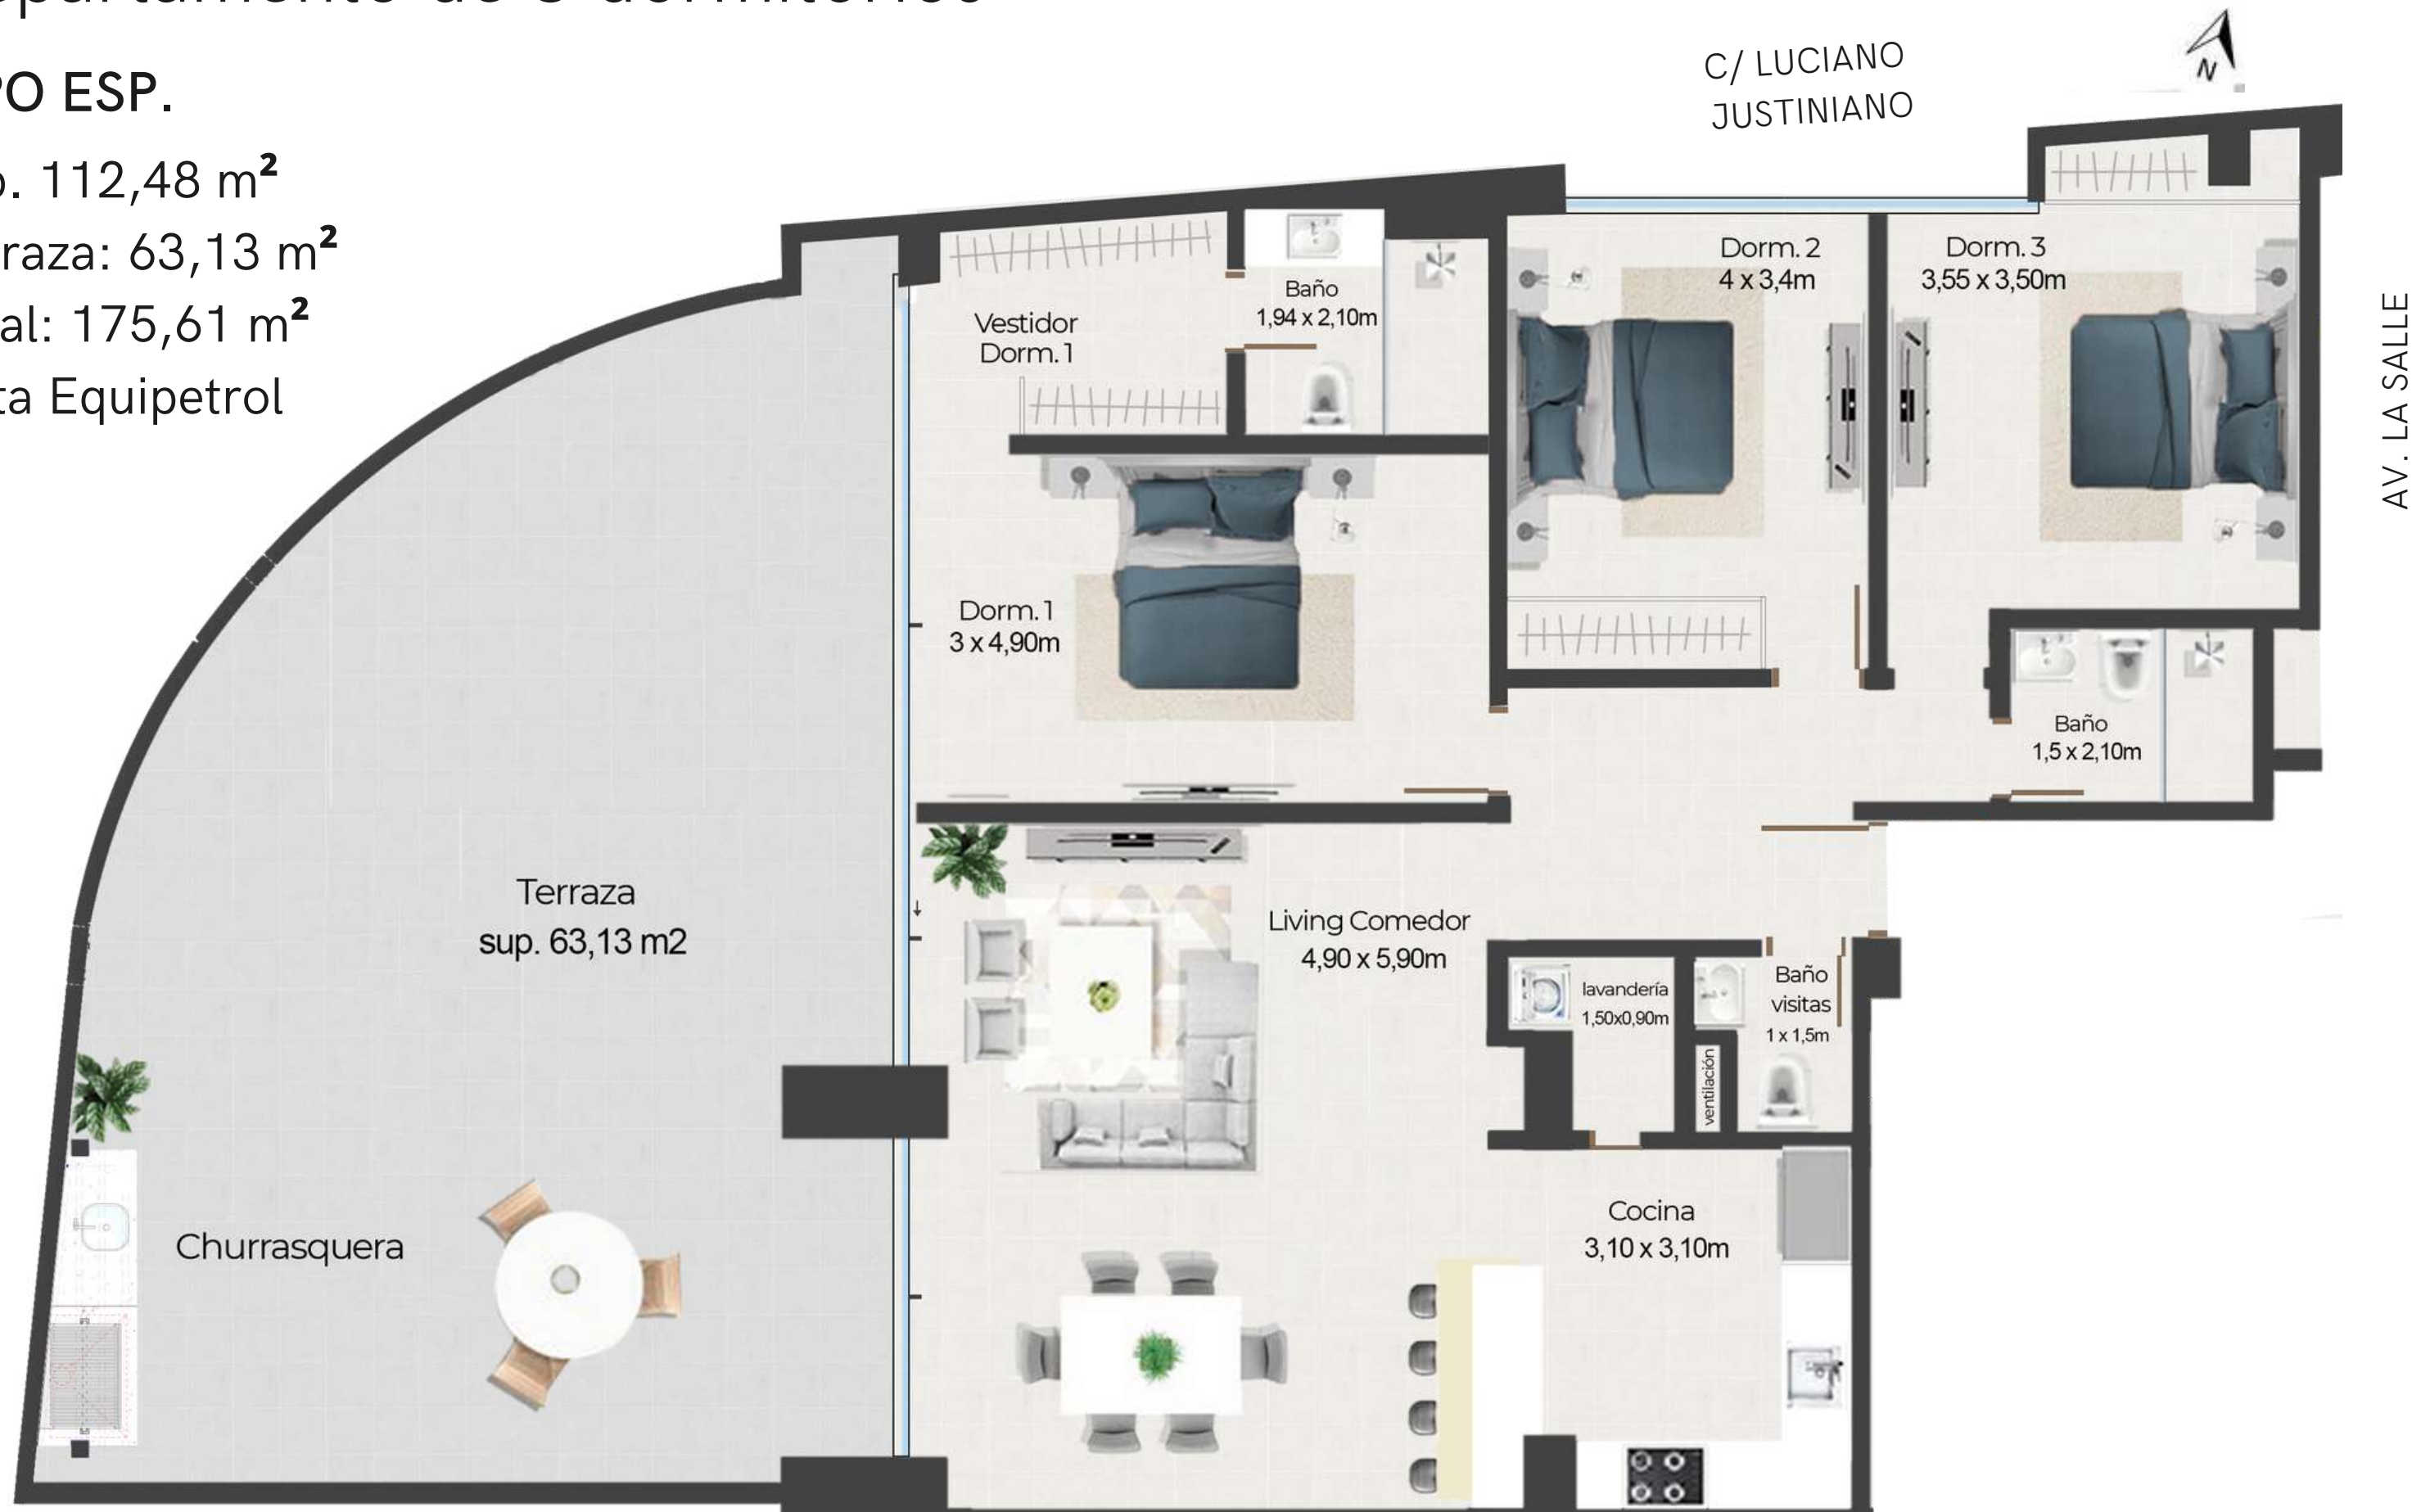 PO ESP.
112,48 m²
63,13 m²
175,61 m²
Equipetrol
C/ LUCIANO
JUSTINIANO
N
AV. LA SALLE
Vestidor
Dorm. 1
Baño
1,94 x 2,10m
Dorm. 2
4 x 3,4m
Dorm. 3
3,55 x 3,50m
Dorm. 1
3 x 4,90m
Baño
1,5 x 2,10m
Terraza
sup. 63,13 m2
Living Comedor
4,90 x 5,90m
lavandería
1,50x0,90m
Baño
visitas
1 x 1,5m
ventilación
Churrasquera
Cocina
3,10 x 3,10m